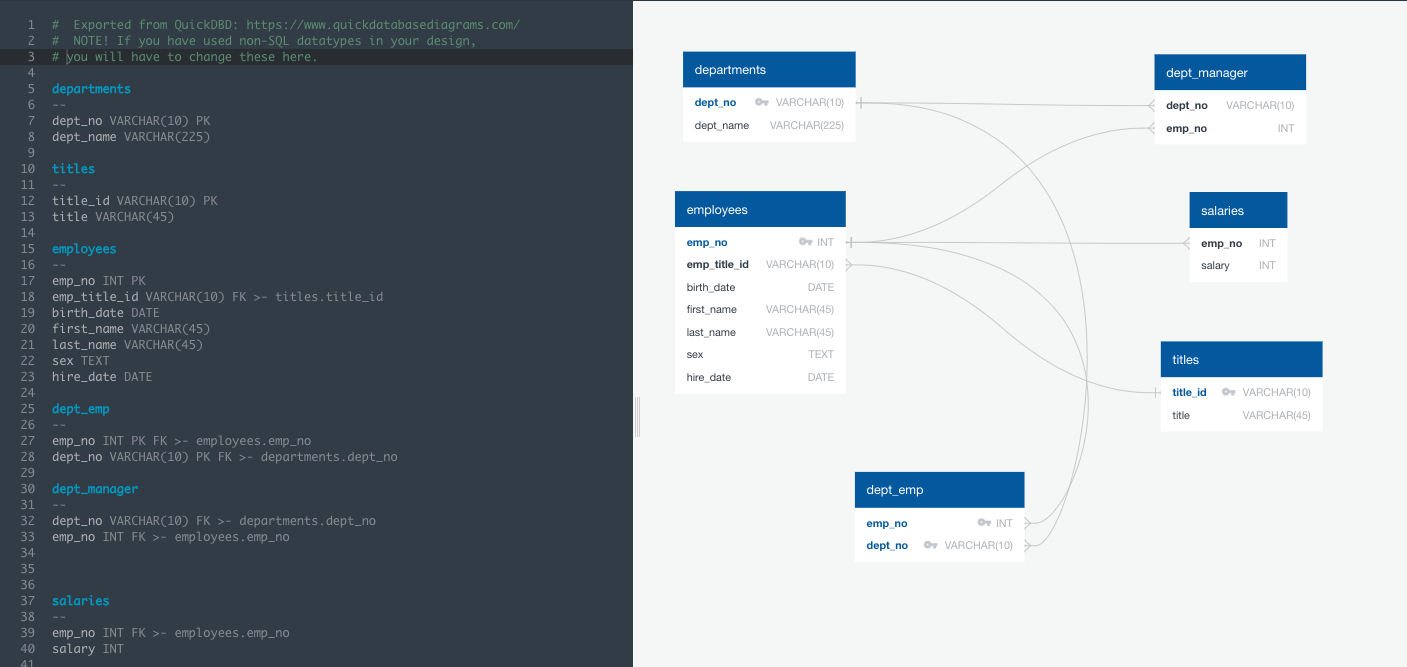 1 #  Exported from QuickDBD: https://www.quickdatabasediagrams.com/
2 #  NOTE! If you have used non-SQL datatypes in your design,
3 # you will have to change these here.
4
5 departments
6 --
7 dept_no VARCHAR(10) PK
8 dept_name VARCHAR(225)
9
10 titles
11 --
12 title_id VARCHAR(10) PK
13 title VARCHAR(45)
14
15 employees
16 --
17 emp_no INT PK
18 emp_title_id VARCHAR(10) FK >- titles.title_id
19 birth_date DATE
20 first_name VARCHAR(45)
21 last_name VARCHAR(45)
22 sex TEXT
23 hire_date DATE
24
25 dept_emp
26 --
27 emp_no INT PK FK >- employees.emp_no
28 dept_no VARCHAR(10) PK FK >- departments.dept_no
29
30 dept_manager
31 --
32 dept_no VARCHAR(10) FK >- departments.dept_no
33 emp_no INT FK >- employees.emp_no
34
35
36
37 salaries
38 --
39 emp_no INT FK >- employees.emp_no
40 salary INT
41
departments
dept_no VARCHAR(10)
dept_name VARCHAR(225)
dept_manager
dept_no VARCHAR(10)
emp_no INT
employees
emp_no INT
emp_title_id VARCHAR(10)
birth_date DATE
first_name VARCHAR(45)
last_name VARCHAR(45)
sex TEXT
hire_date DATE
salaries
emp_no INT
salary INT
titles
title_id VARCHAR(10)
title VARCHAR(45)
dept_emp
emp_no INT
dept_no VARCHAR(10)